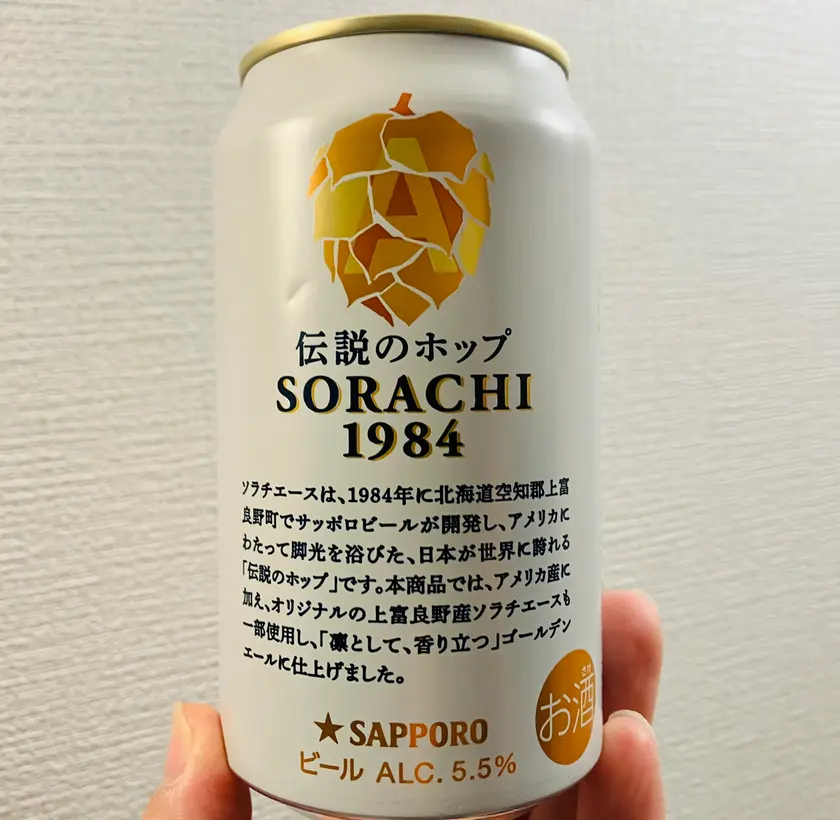 A
伝説のホップ
SORACHI
1984
ソラチエースは、1984年に北海道空知郡上富
良野町でサッポロビールが開発し、アメリカに
わたって脚光を浴びた、日本が世界に誇れる
「伝説のホップ」です。本商品では、アメリカ産に
加え、オリジナルの上富良野産ソラチエースも
一部使用し、「凛として、香り立つ」ゴールデン
エールに仕上げました。
さけ
お酒
★SAPPORO
ビール ALC. 5.5%